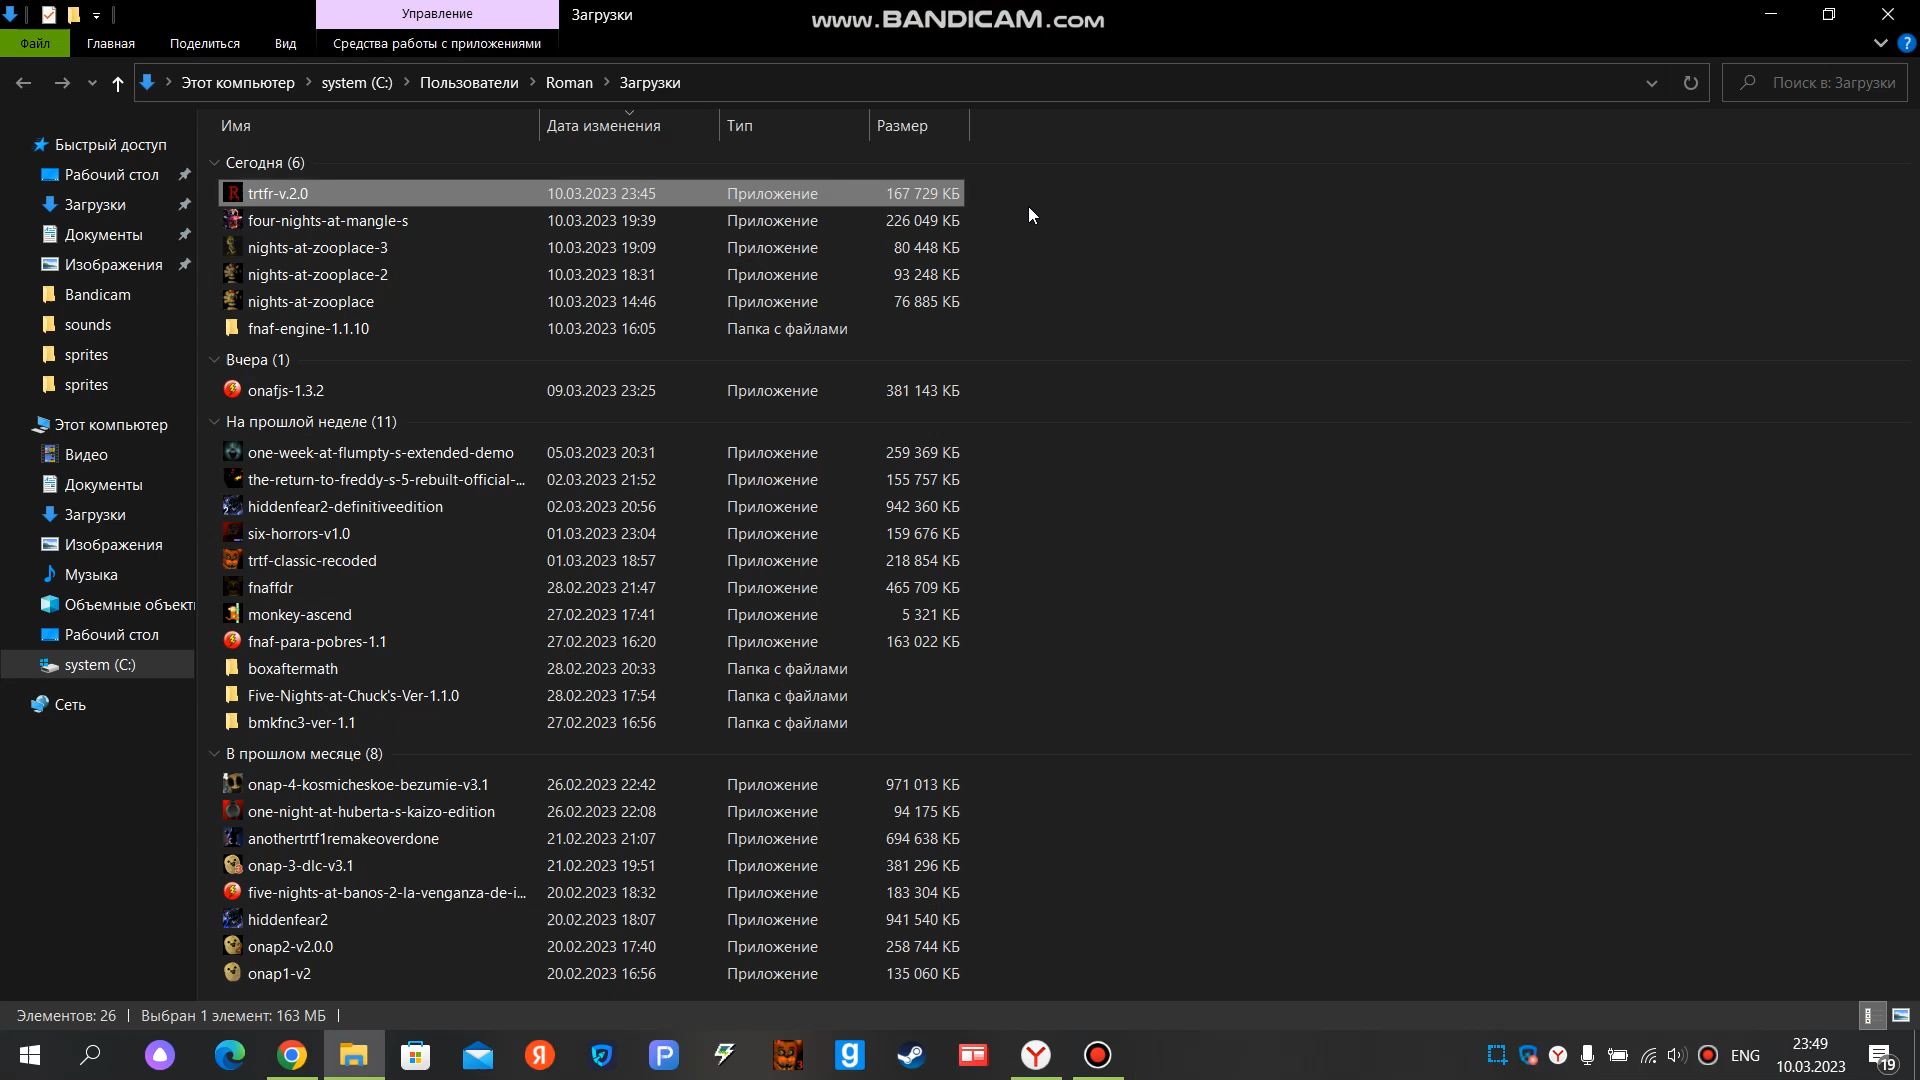 Управление
Загрузки
www.BANDICAM.com
Файл
Главная
Поделиться
Вид
Средства работы с приложениями
Этот компьютер
system (C:)
Пользователи
Roman
Загрузки
Поиск в: Загрузки
Имя
Дата изменения
Тип
Размер
Быстрый доступ
Рабочий стол
Загрузки
Документы
Изображения
Bandicam
sounds
sprites
sprites
Этот компьютер
Видео
Документы
Загрузки
Изображения
Музыка
Объемные объект
Рабочий стол
system (C:)
Сеть
Сегодня (6)
trtfr-v.2.0 10.03.2023 23:45 Приложение 167 729 КБ
four-nights-at-mangle-s 10.03.2023 19:39 Приложение 226 049 КБ
nights-at-zooplace-3 10.03.2023 19:09 Приложение 80 448 КБ
nights-at-zooplace-2 10.03.2023 18:31 Приложение 93 248 КБ
nights-at-zooplace 10.03.2023 14:46 Приложение 76 885 КБ
fnaf-engine-1.1.10 10.03.2023 16:05 Папка с файлами
Вчера (1)
onafjs-1.3.2 09.03.2023 23:25 Приложение 381 143 КБ
На прошлой неделе (11)
one-week-at-flumpty-s-extended-demo 05.03.2023 20:31 Приложение 259 369 КБ
the-return-to-freddy-s-5-rebuilt-official-... 02.03.2023 21:52 Приложение 155 757 КБ
hiddenfear2-definitiveedition 02.03.2023 20:56 Приложение 942 360 КБ
six-horrors-v1.0 01.03.2023 23:04 Приложение 159 676 КБ
trtf-classic-recoded 01.03.2023 18:57 Приложение 218 854 КБ
fnaffdr 28.02.2023 21:47 Приложение 465 709 КБ
monkey-ascend 27.02.2023 17:41 Приложение 5 321 КБ
fnaf-para-pobres-1.1 27.02.2023 16:20 Приложение 163 022 КБ
boxaftermath 28.02.2023 20:33 Папка с файлами
Five-Nights-at-Chuck's-Ver-1.1.0 28.02.2023 17:54 Папка с файлами
bmkfnc3-ver-1.1 27.02.2023 16:56 Папка с файлами
В прошлом месяце (8)
onap-4-kosmicheskoe-bezumie-v3.1 26.02.2023 22:42 Приложение 971 013 КБ
one-night-at-huberta-s-kaizo-edition 26.02.2023 22:08 Приложение 94 175 КБ
anothertrtf1remakeoverdone 21.02.2023 21:07 Приложение 694 638 КБ
onap-3-dlc-v3.1 21.02.2023 19:51 Приложение 381 296 КБ
five-nights-at-banos-2-la-venganza-de-i... 20.02.2023 18:32 Приложение 183 304 КБ
hiddenfear2 20.02.2023 18:07 Приложение 941 540 КБ
onap2-v2.0.0 20.02.2023 17:40 Приложение 258 744 КБ
onap1-v2 20.02.2023 16:56 Приложение 135 060 КБ
Элементов: 26
Выбран 1 элемент: 163 МБ
ENG
23:49
10.03.2023
19